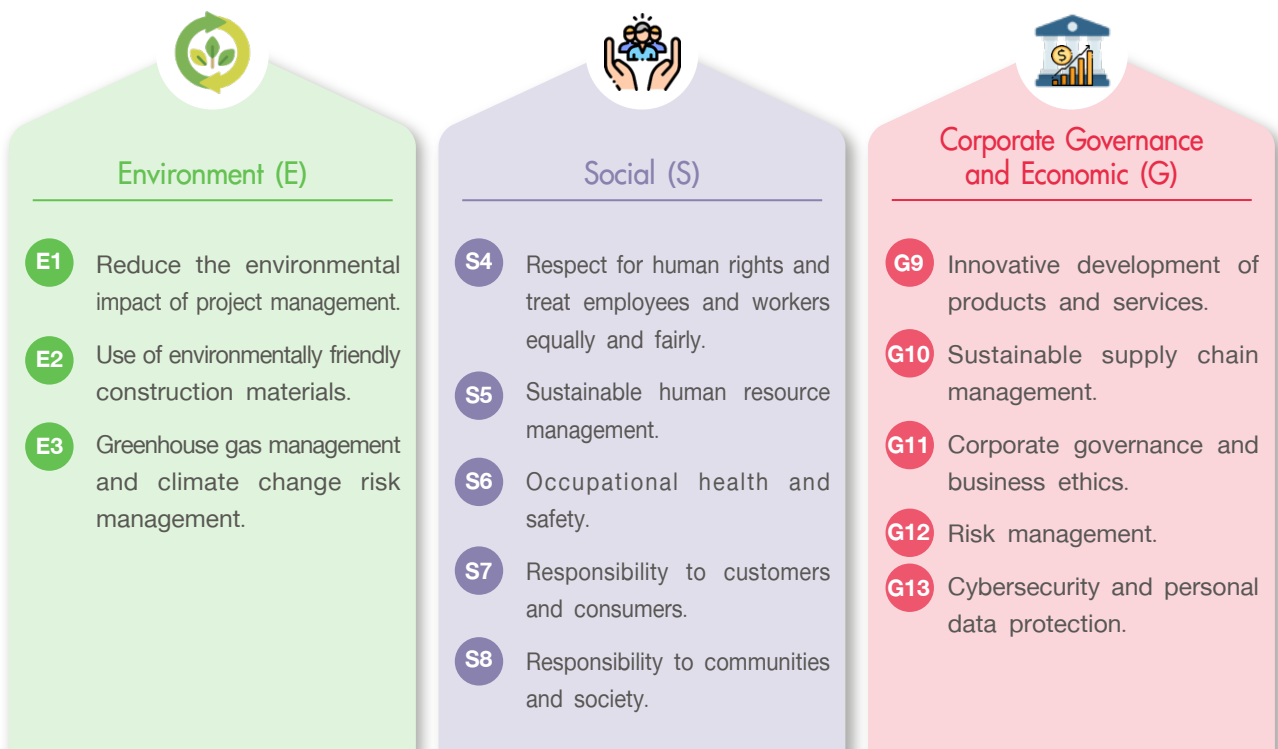 Environment (E)
E1 Reduce the environmental
impact of project management.
E2 Use of environmentally friendly
construction materials.
E3 Greenhouse gas management
and climate change risk
management.
Social (S)
S4 Respect for human rights and
treat employees and workers
equally and fairly.
S5 Sustainable human resource
management.
S6 Occupational health and
safety.
S7 Responsibility to customers
and consumers.
S8 Responsibility to communities
and society.
Corporate Governance
and Economic (G)
G9 Innovative development of
products and services.
G10 Sustainable supply chain
management.
G11 Corporate governance and
business ethics.
G12 Risk management.
G13 Cybersecurity and personal
data protection.